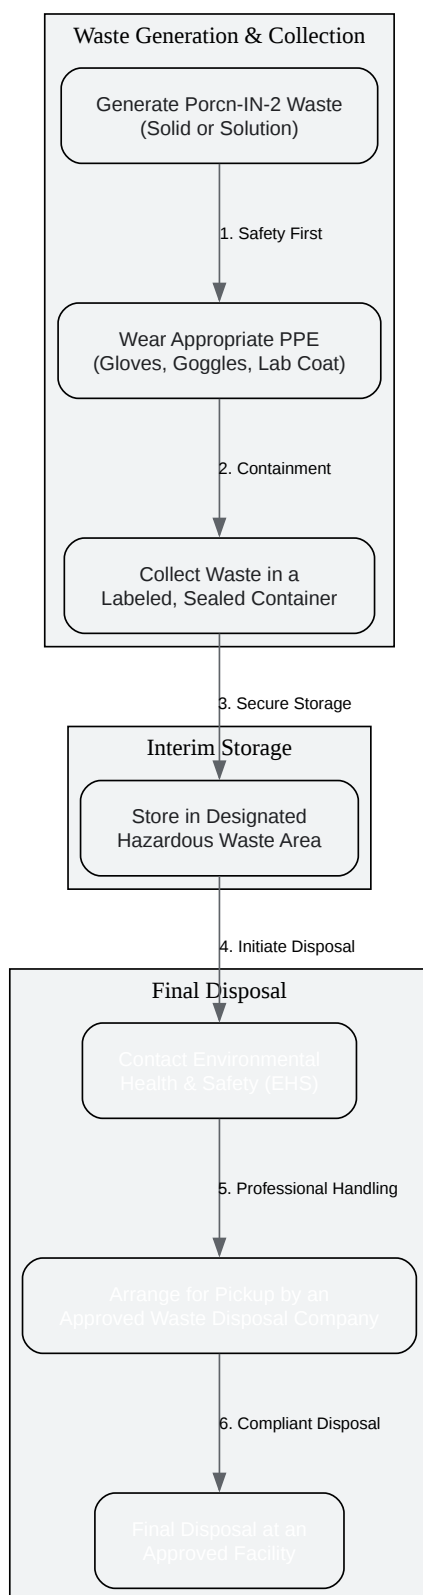 Waste Generation & Collection
Generate Porcn-IN-2 Waste
(Solid or Solution)
1. Safety First
Wear Appropriate PPE
(Gloves, Goggles, Lab Coat)
2. Containment
Collect Waste in a
Labeled, Sealed Container
3. Secure Storage
Interim Storage
Store in Designated
Hazardous Waste Area
4. Initiate Disposal
Final Disposal
Contact Environmental
Health & Safety (EHS)
5. Professional Handling
Arrange for Pickup by an
Approved Waste Disposal Company
6. Compliant Disposal
Final Disposal at an
Approved Facility